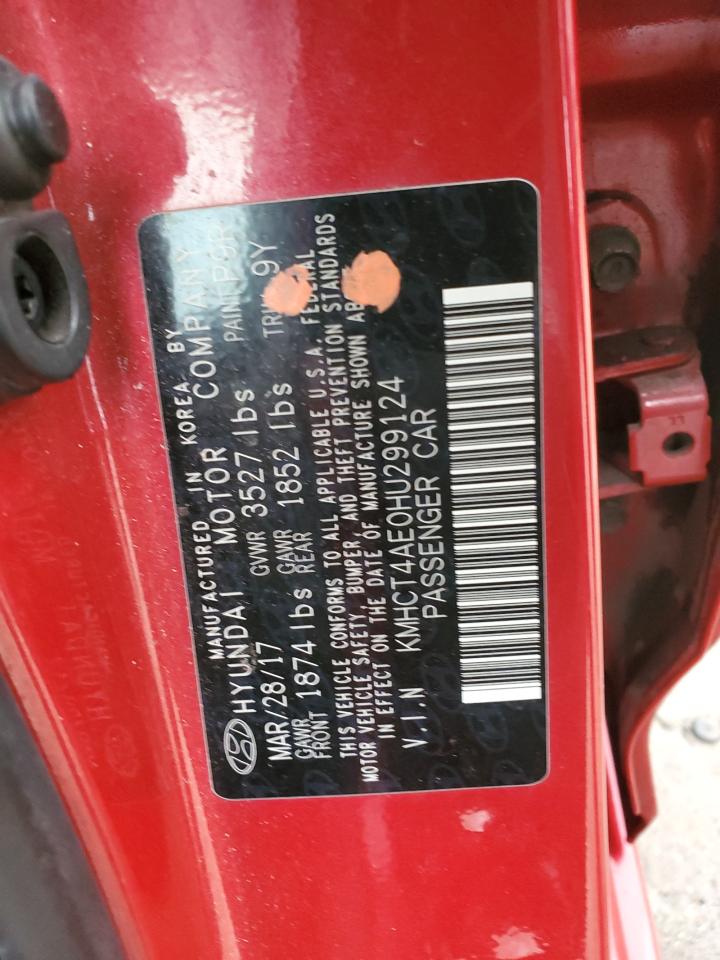 MANUFACTURED IN KOREA BY
HYUNDAI MOTOR COMPANY
MAR/28/17 GVWR 3527 lbs PAINT P9R
GAWR FRONT 1874 lbs GAWR REAR 1852 lbs 9Y
THIS VEHICLE CONFORMS TO ALL APPLICABLE U.S.A. FEDERAL
MOTOR VEHICLE SAFETY, BUMPER, AND THEFT PREVENTION STANDARDS
IN EFFECT ON THE DATE OF MANUFACTURE SHOWN
V.I.N KMHCT4AE0HU299124
PASSENGER CAR